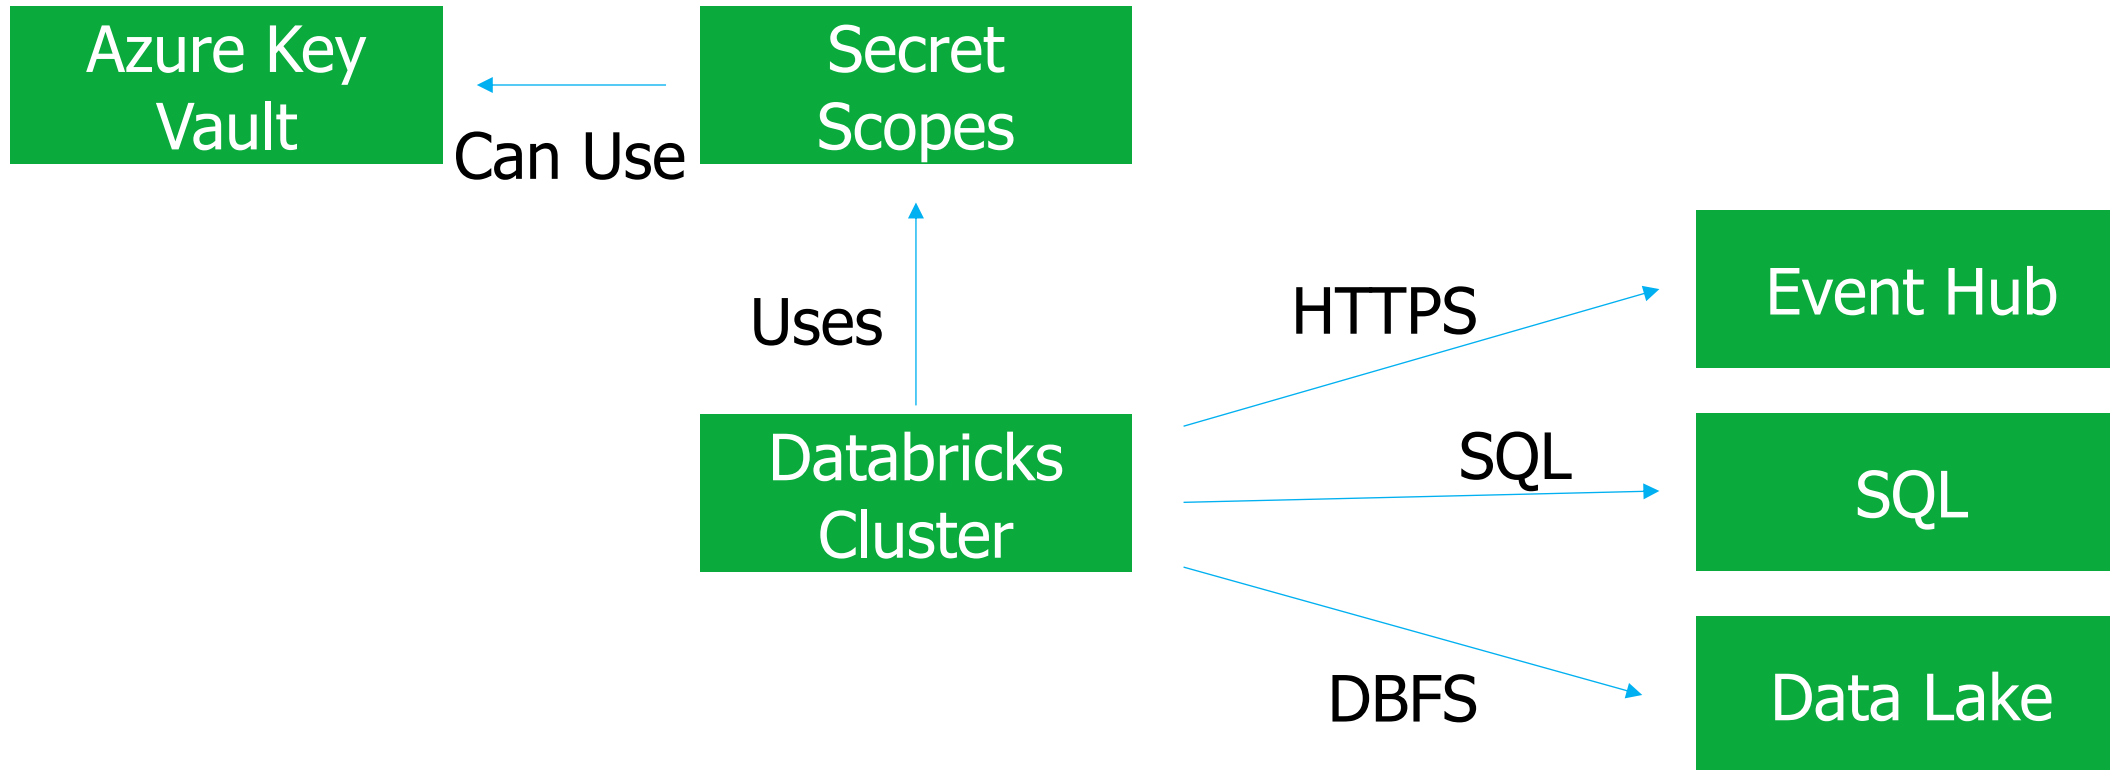 Azure Key
Vault
Can Use
Secret
Scopes
Uses
Databricks
Cluster
HTTPS
SQL
DBFS
Event Hub
SQL
Data Lake